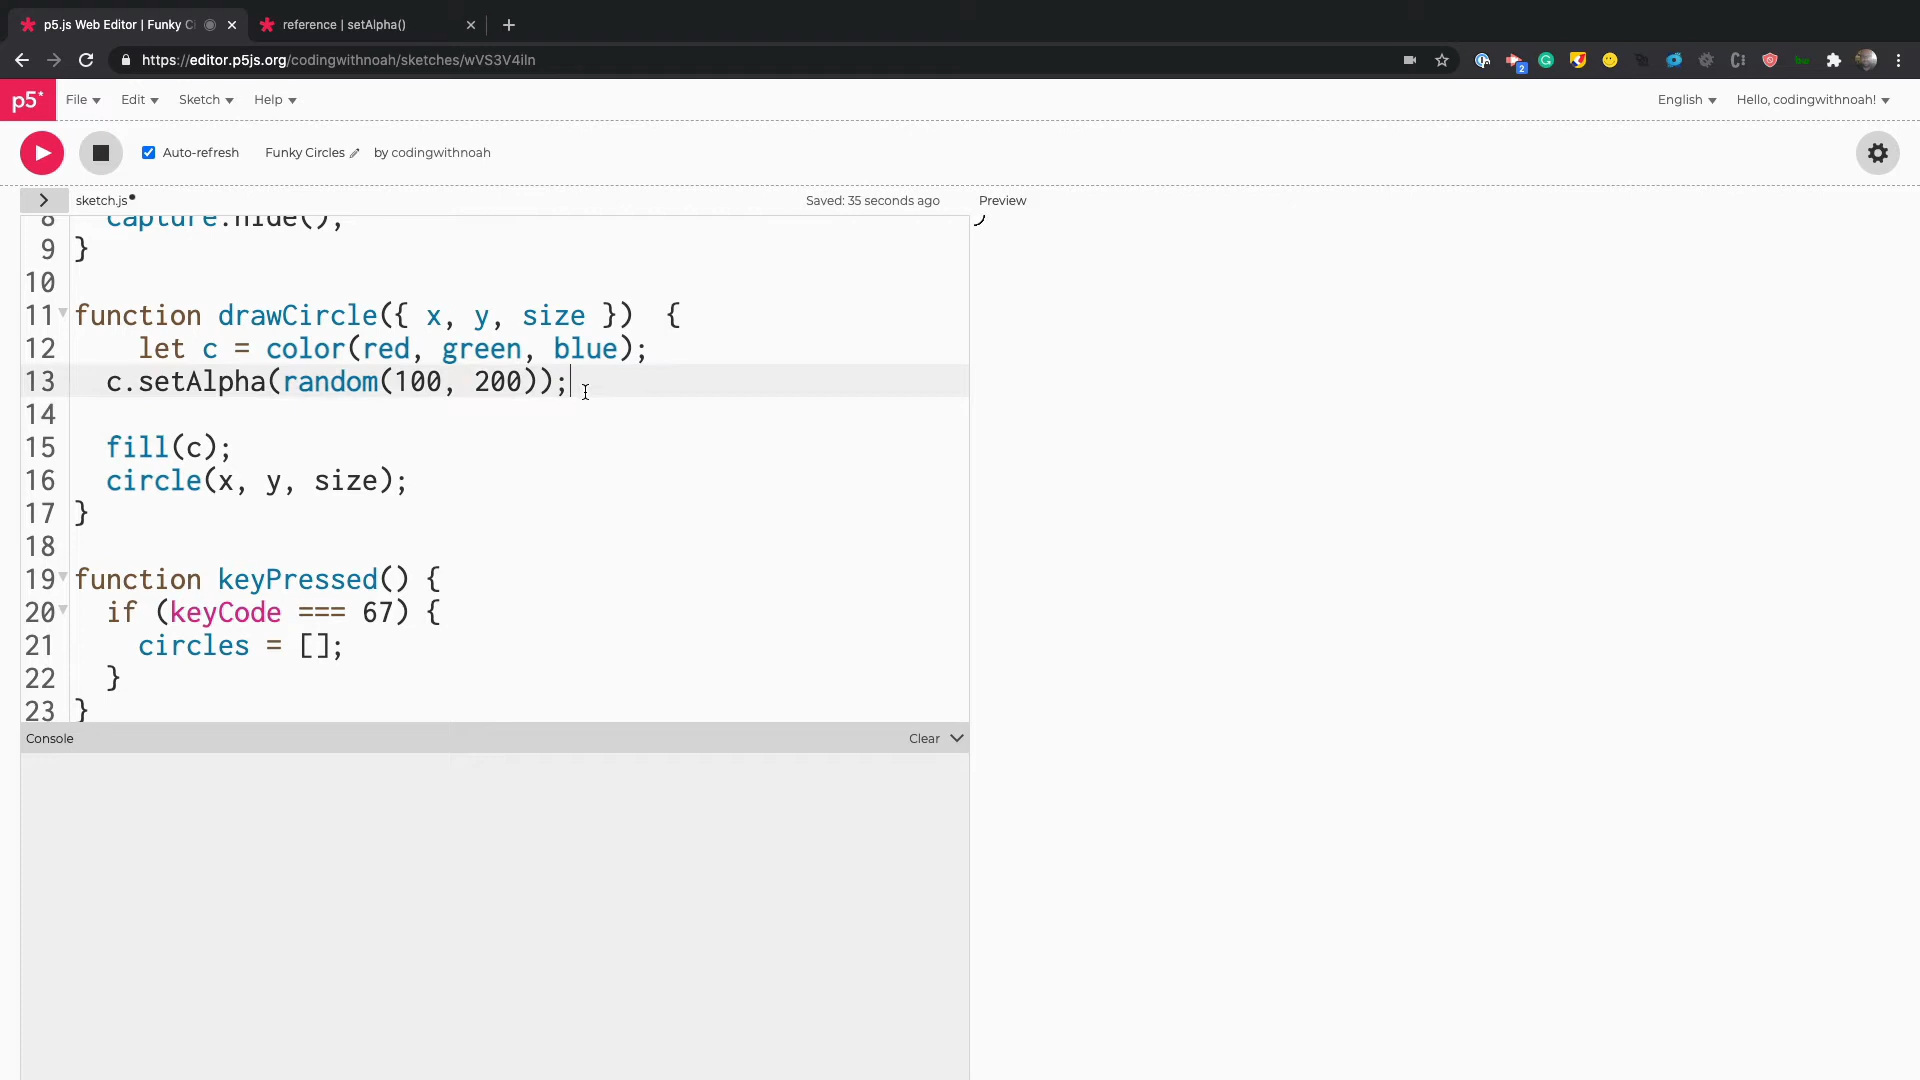 p5.js Web Editor | Funky C
reference | setAlpha()
https://editor.p5js.org/codingwithnoah/sketches/wVS3V4iln
2
p5*
File
Edit
Sketch
Help
English
Hello, codingwithnoah!
Auto-refresh
Funky Circles
by codingwithnoah
sketch.js
Saved: 35 seconds ago
Preview
8 capture.hide();
9 }
10
11 function drawCircle({ x, y, size }) {
12 let c = color(red, green, blue);
13 c.setAlpha(random(100, 200));
14
15 fill(c);
16 circle(x, y, size);
17 }
18
19 function keyPressed() {
20 if (keyCode === 67) {
21 circles = [];
22 }
23 }
Console
Clear